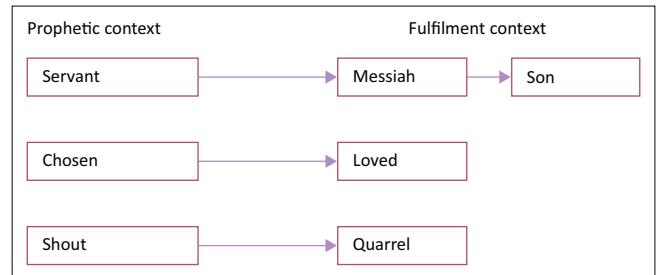 Prophetic context Fulfilment context
Servant Messiah Son
Chosen Loved
Shout Quarrel